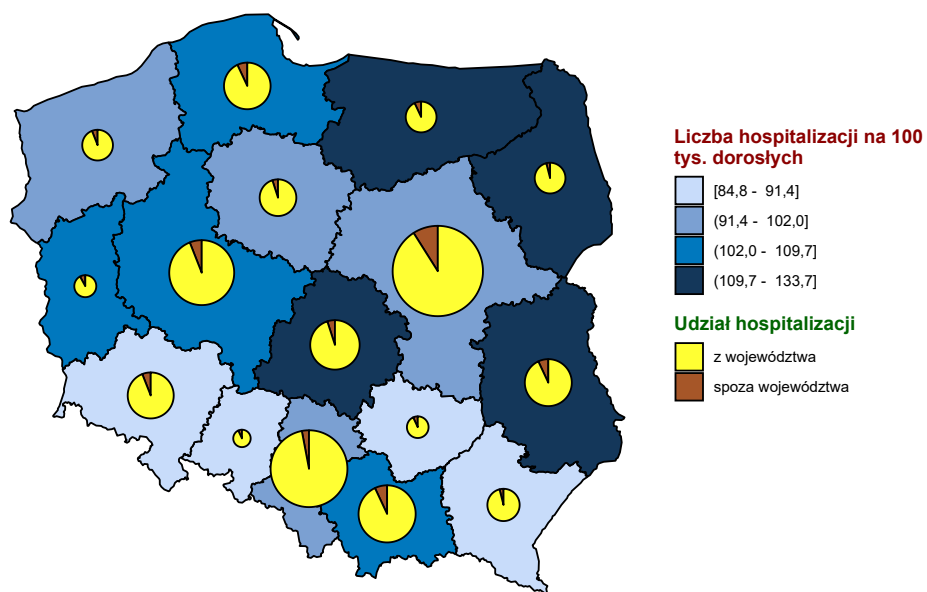 Liczba hospitalizacji na 100
tys. dorosłych
[84,8 - 91,4]
(91,4 - 102,0]
(102,0 - 109,7]
(109,7 - 133,7]
Udział hospitalizacji
z województwa
spoza województwa